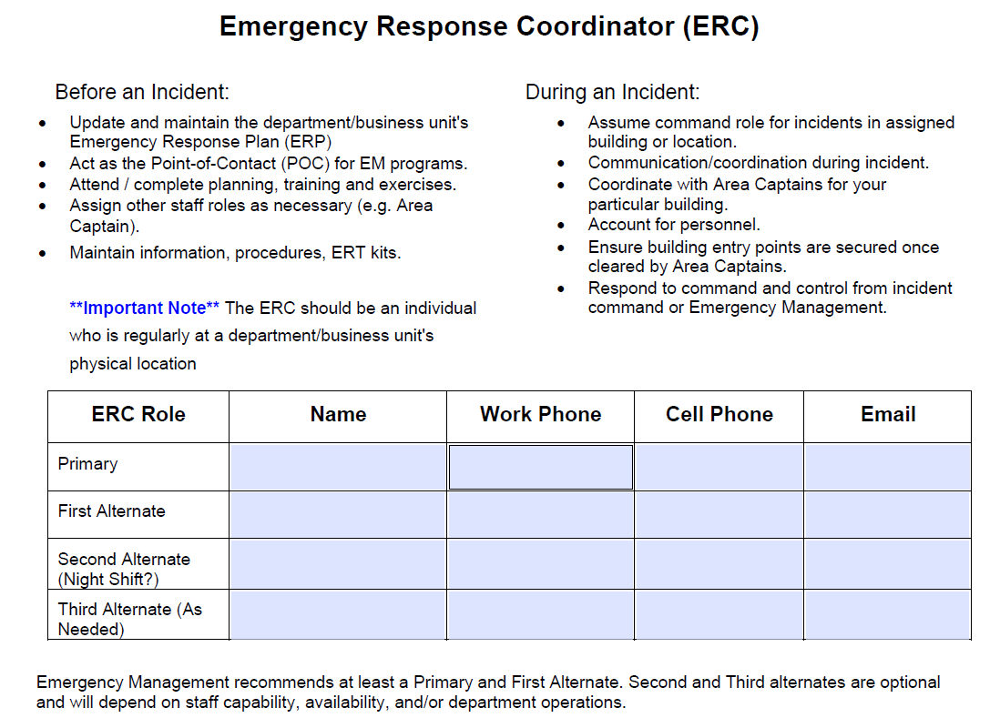 Emergency Response Coordinator (ERC)
Before an Incident:
• Update and maintain the department/business unit's
Emergency Response Plan (ERP)
• Act as the Point-of-Contact (POC) for EM programs.
• Attend / complete planning, training and exercises.
• Assign other staff roles as necessary (e.g. Area
Captain).
• Maintain information, procedures, ERT kits.
**Important Note** The ERC should be an individual
who is regularly at a department/business unit's
physical location
During an Incident:
• Assume command role for incidents in assigned
building or location.
• Communication/coordination during incident.
• Coordinate with Area Captains for your
particular building.
• Account for personnel.
• Ensure building entry points are secured once
cleared by Area Captains.
• Respond to command and control from incident
command or Emergency Management.
ERC Role Name Work Phone Cell Phone Email
Primary
First Alternate
Second Alternate
(Night Shift?)
Third Alternate (As
Needed)
Emergency Management recommends at least a Primary and First Alternate. Second and Third alternates are optional
and will depend on staff capability, availability, and/or department operations.